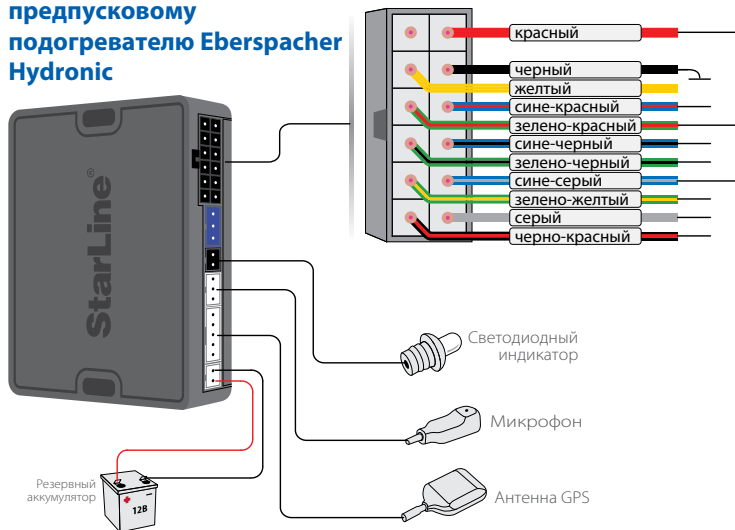 предпусковому
подогревателю Eberspacher
Hydronic
красный
черный
желтый
сине-красный
зелено-красный
сине-черный
зелено-черный
сине-серый
зелено-желтый
серый
черно-красный
StarLine®
Светодиодный
индикатор
Микрофон
Антенна GPS
Резервный
аккумулятор
+ −
12В